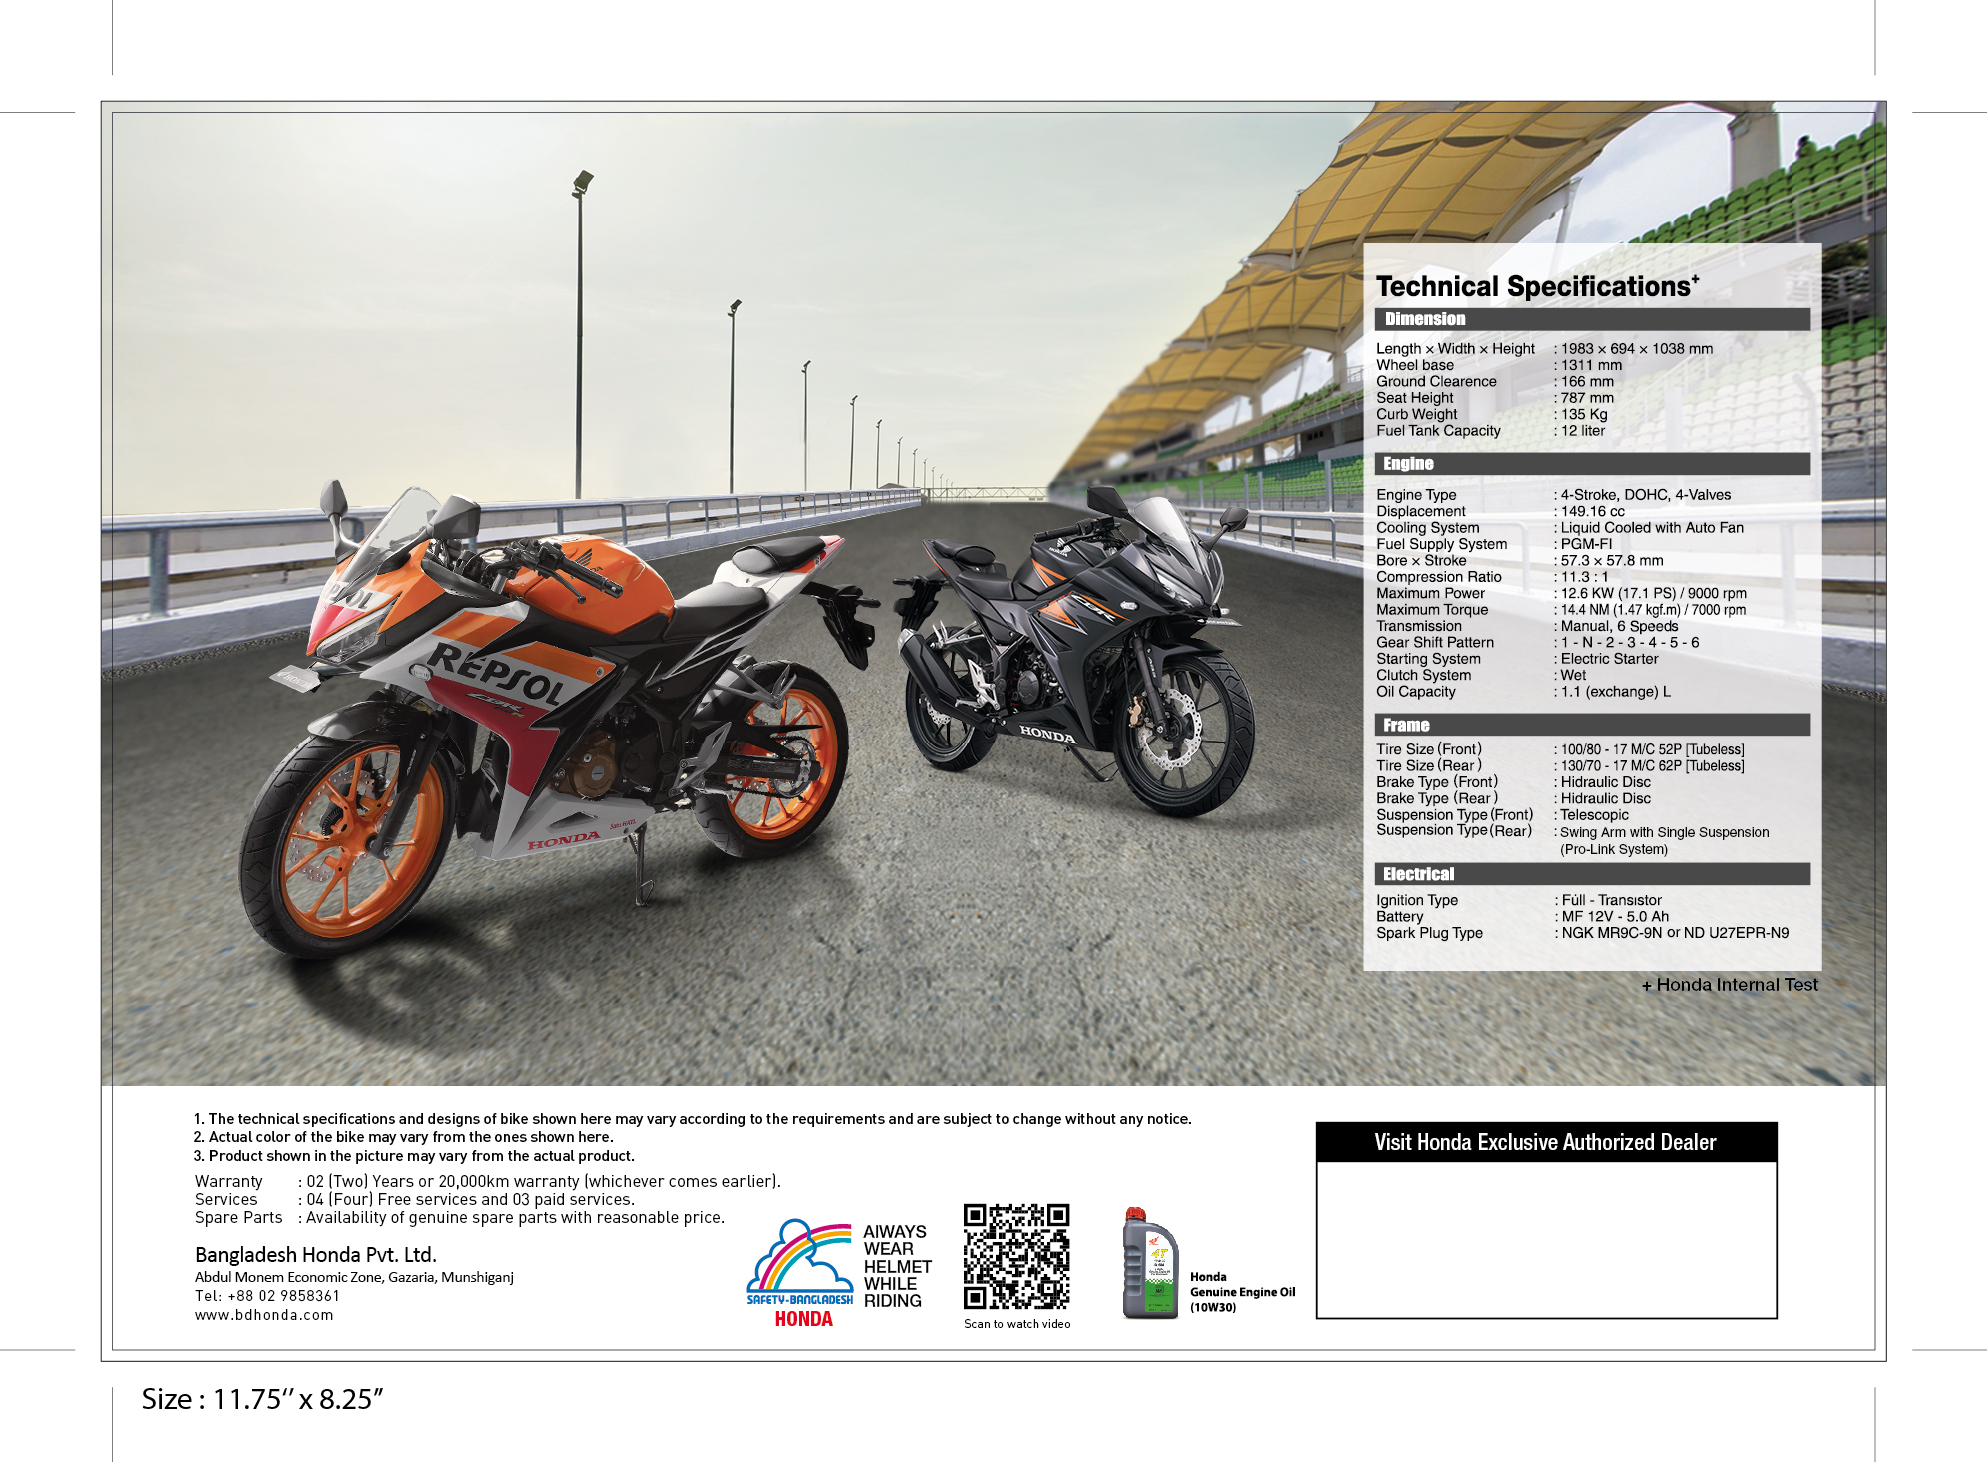 Technical Specifications+
Dimension
Length × Width × Height : 1983 × 694 × 1038 mm
Wheel base : 1311 mm
Ground Clearence : 166 mm
Seat Height : 787 mm
Curb Weight : 135 Kg
Fuel Tank Capacity : 12 liter
Engine
Engine Type : 4-Stroke, DOHC, 4-Valves
Displacement : 149.16 cc
Cooling System : Liquid Cooled with Auto Fan
Fuel Supply System : PGM-FI
Bore × Stroke : 57.3 × 57.8 mm
Compression Ratio : 11.3 : 1
Maximum Power : 12.6 KW (17.1 PS) / 9000 rpm
Maximum Torque : 14.4 NM (1.47 kgf.m) / 7000 rpm
Transmission : Manual, 6 Speeds
Gear Shift Pattern : 1 - N - 2 - 3 - 4 - 5 - 6
Starting System : Electric Starter
Clutch System : Wet
Oil Capacity : 1.1 (exchange) L
Frame
Tire Size (Front) : 100/80 - 17 M/C 52P [Tubeless]
Tire Size (Rear ) : 130/70 - 17 M/C 62P [Tubeless]
Brake Type (Front) : Hidraulic Disc
Brake Type (Rear ) : Hidraulic Disc
Suspension Type (Front) : Telescopic
Suspension Type (Rear) : Swing Arm with Single Suspension
(Pro-Link System)
Electrical
Ignition Type : Full - Transistor
Battery : MF 12V - 5.0 Ah
Spark Plug Type : NGK MR9C-9N or ND U27EPR-N9
+ Honda Internal Test
REPSOL
CBR
HONDA
HONDA
CBR
HONDA
1. The technical specifications and designs of bike shown here may vary according to the requirements and are subject to change without any notice.
2. Actual color of the bike may vary from the ones shown here.
3. Product shown in the picture may vary from the actual product.
Warranty : 02 (Two) Years or 20,000km warranty (whichever comes earlier).
Services : 04 (Four) Free services and 03 paid services.
Spare Parts : Availability of genuine spare parts with reasonable price.
Bangladesh Honda Pvt. Ltd.
Abdul Monem Economic Zone, Gazaria, Munshiganj
Tel: +88 02 9858361
www.bdhonda.com
SAFETY-BANGLADESH
HONDA
AlWAYS
WEAR
HELMET
WHILE
RIDING
Scan to watch video
4T
Honda
Genuine Engine Oil
(10W30)
Visit Honda Exclusive Authorized Dealer
Size : 11.75‘’ x 8.25”